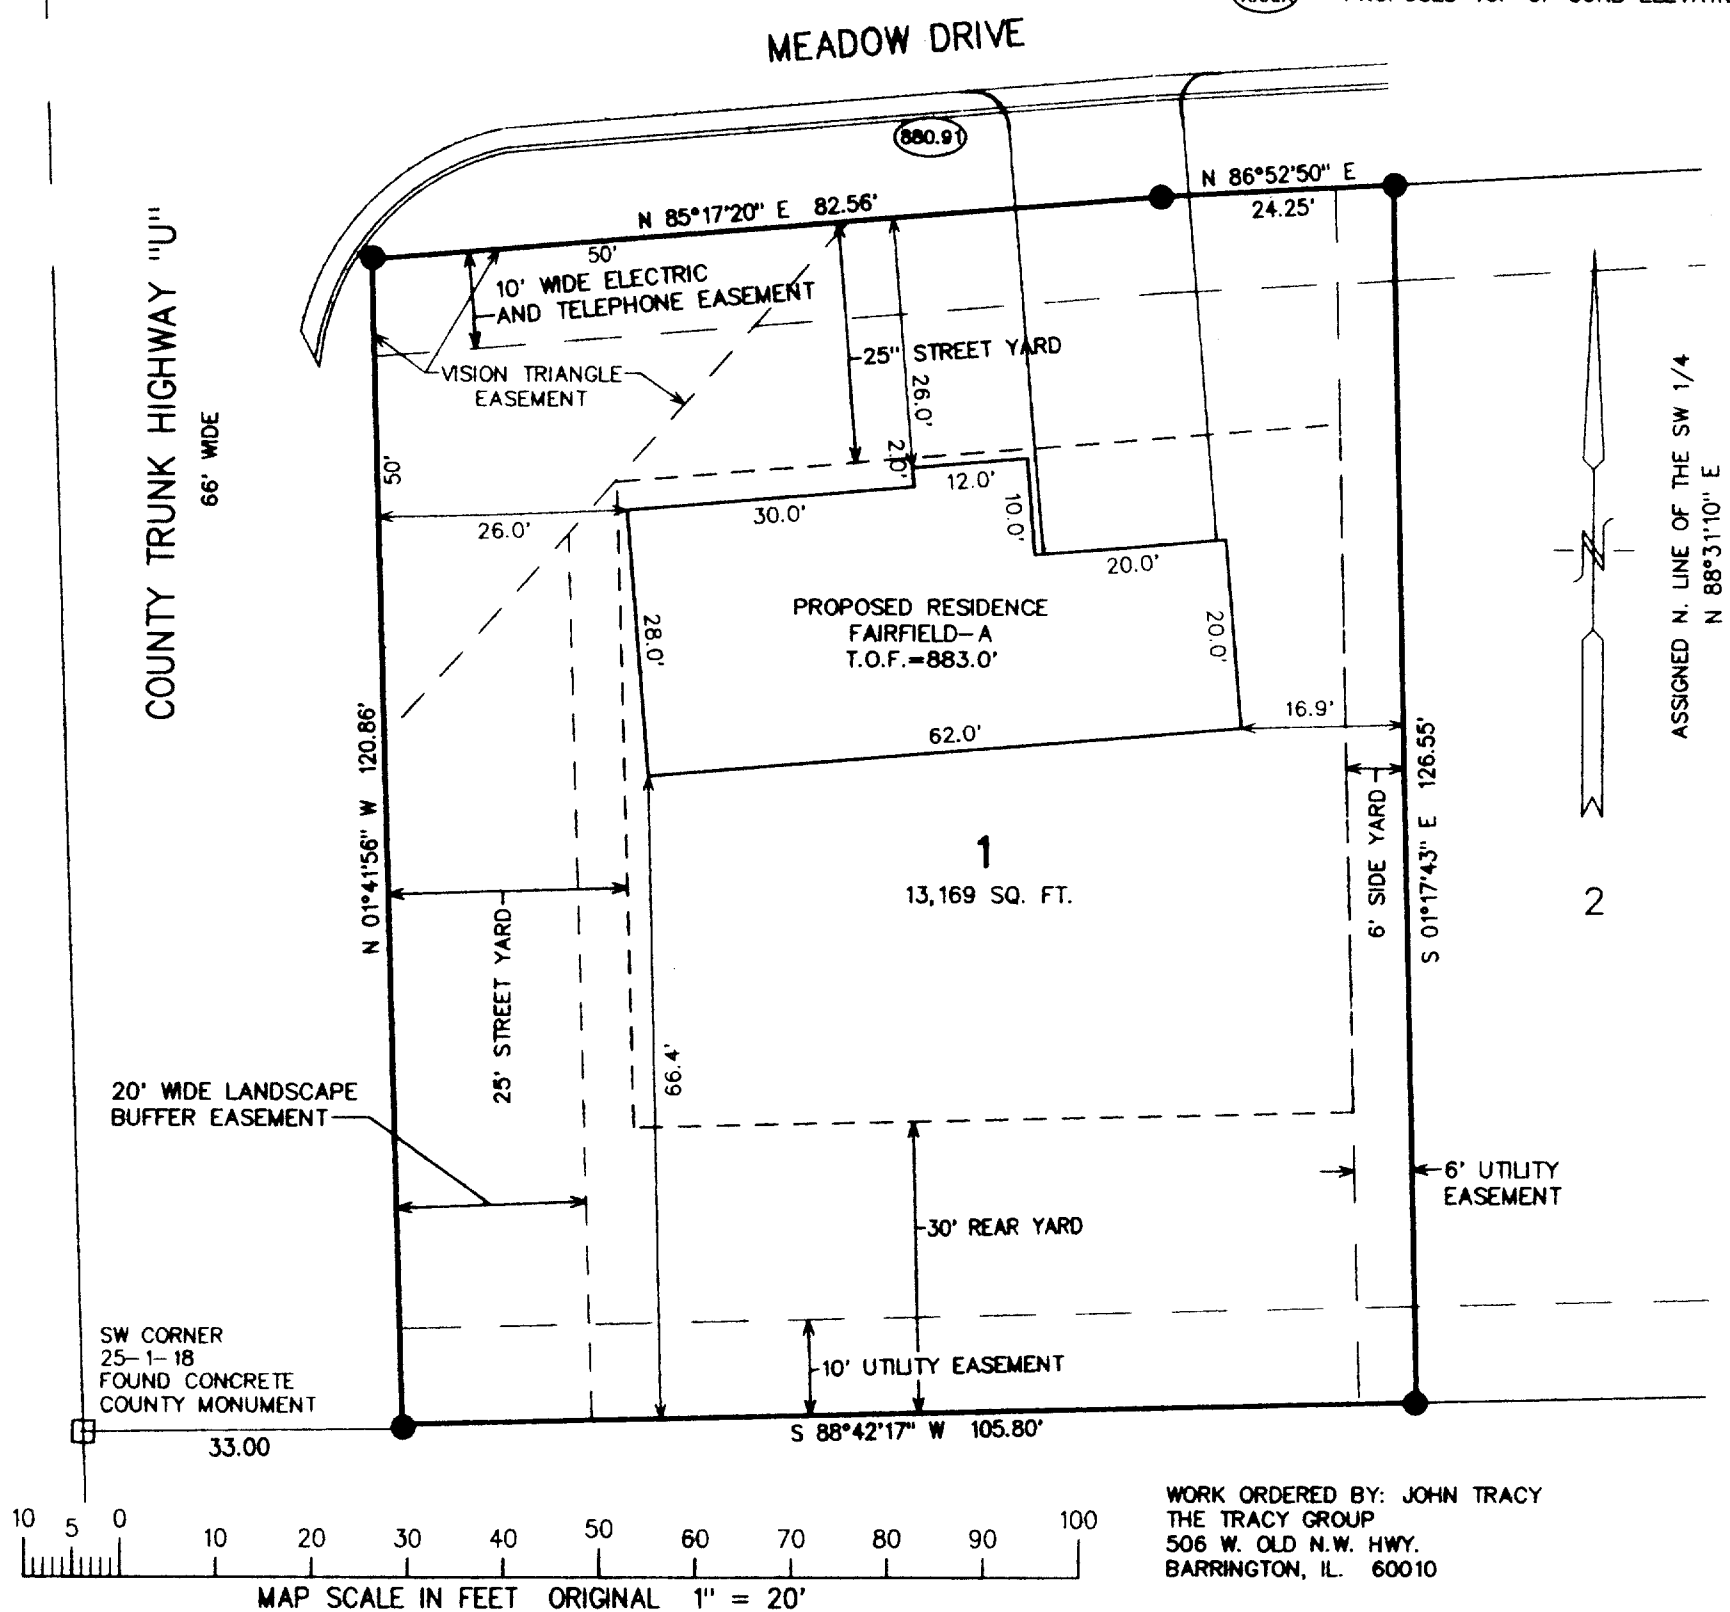 MEADOW DRIVE
880.91
N 86°52'50" E
24.25'
N 85°17'20" E 82.56'
50'
10' WIDE ELECTRIC
AND TELEPHONE EASEMENT
25" STREET YARD
VISION TRIANGLE
EASEMENT
26.0'
2.0'
50'
COUNTY TRUNK HIGHWAY "U"
66' WIDE
26.0'
30.0'
12.0'
10.0'
20.0'
PROPOSED RESIDENCE
FAIRFIELD-A
T.O.F.=883.0'
28.0'
20.0'
62.0'
16.9'
N 01°41'56" W 120.86'
S 01°17'43" E 126.55'
6' SIDE YARD
1
13,169 SQ. FT.
2
N
ASSIGNED N. LINE OF THE SW 1/4
N 88°31'10" E
25' STREET YARD
66.4'
20' WIDE LANDSCAPE
BUFFER EASEMENT
6' UTILITY
EASEMENT
30' REAR YARD
10' UTILITY EASEMENT
SW CORNER
25-1-18
FOUND CONCRETE
COUNTY MONUMENT
33.00
S 88°42'17" W 105.80'
10 5 0 10 20 30 40 50 60 70 80 90 100
MAP SCALE IN FEET ORIGINAL 1" = 20'
WORK ORDERED BY: JOHN TRACY
THE TRACY GROUP
506 W. OLD N.W. HWY.
BARRINGTON, IL. 60010